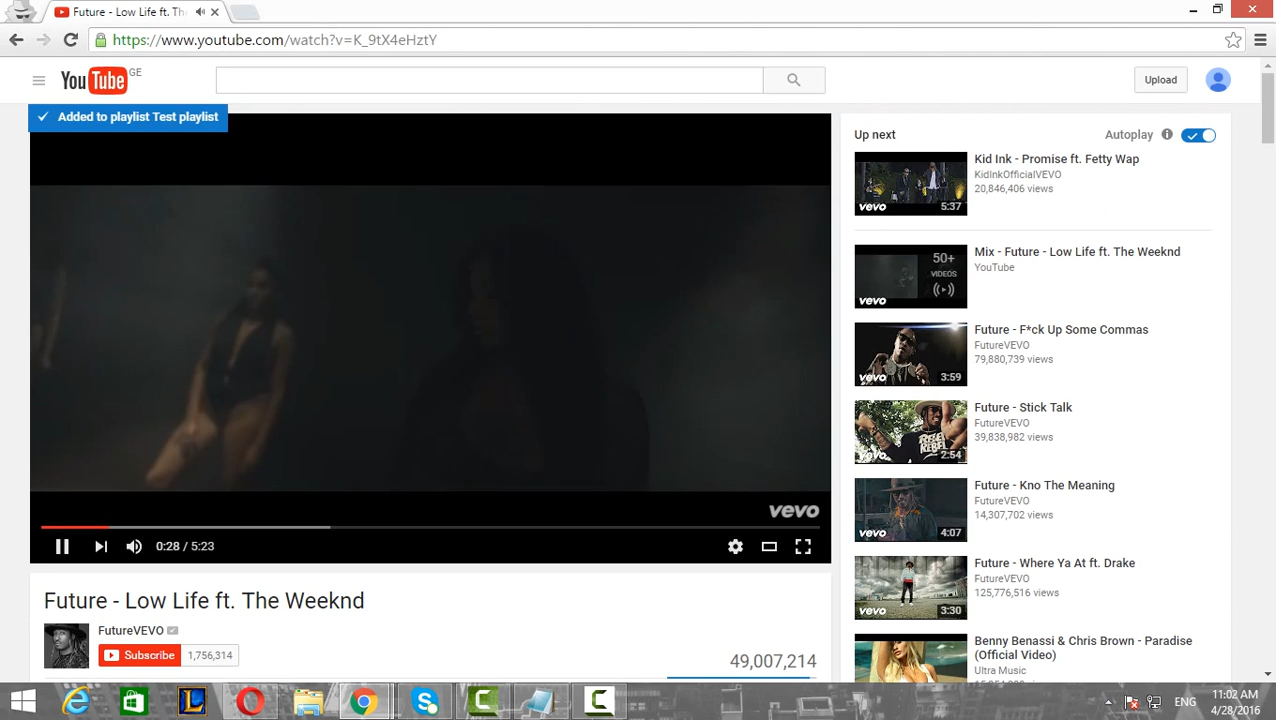 Future - Low Life ft. Th
https://www.youtube.com/watch?v=K_9tX4eHztY
YouTube GE
Upload
Added to playlist Test playlist
vevo
0:28 / 5:23
Future - Low Life ft. The Weeknd
FutureVEVO
Subscribe 1,756,314
49,007,214
Up next
Autoplay
Kid Ink - Promise ft. Fetty Wap
KidInkOfficialVEVO
20,846,406 views
vevo 5:37
Mix - Future - Low Life ft. The Weeknd
YouTube
50+
VIDEOS
vevo
Future - F*ck Up Some Commas
FutureVEVO
79,880,739 views
vevo 3:59
Future - Stick Talk
FutureVEVO
39,838,982 views
vevo 2:54
Future - Kno The Meaning
FutureVEVO
14,307,702 views
vevo 4:07
Future - Where Ya At ft. Drake
FutureVEVO
125,776,516 views
vevo 3:30
Benny Benassi & Chris Brown - Paradise
(Official Video)
Ultra Music
ENG
11:02 AM
4/28/2016